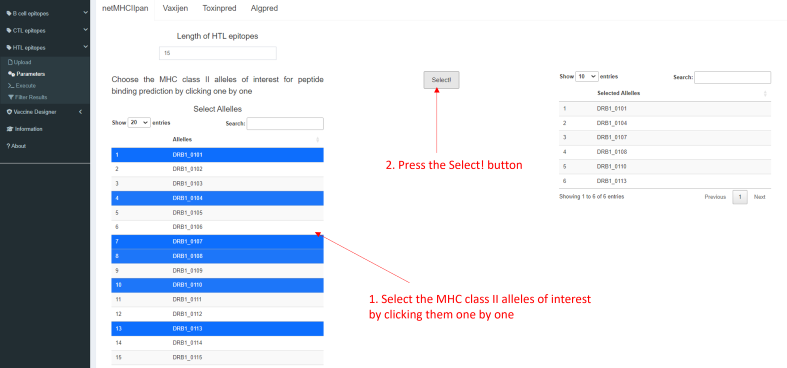 B cell epitopes
CTL epitopes
HTL epitopes
Upload
Parameters
>_ Execute
Filter Results
Vaccine Designer
Information
? About
netMHCIIpan Vaxijen Toxinpred Algpred
Length of HTL epitopes
15
Choose the MHC class II alleles of interest for peptide
binding prediction by clicking one by one
Select Allelles
Show 20 entries Search:
Allelles
1 DRB1_0101
2 DRB1_0102
3 DRB1_0103
4 DRB1_0104
5 DRB1_0105
6 DRB1_0106
7 DRB1_0107
8 DRB1_0108
9 DRB1_0109
10 DRB1_0110
11 DRB1_0111
12 DRB1_0112
13 DRB1_0113
14 DRB1_0114
15 DRB1_0115
Select!
2. Press the Select! button
1. Select the MHC class II alleles of interest
by clicking them one by one
Show 10 entries Search:
Selected Allelles
1 DRB1_0101
2 DRB1_0104
3 DRB1_0107
4 DRB1_0108
5 DRB1_0110
6 DRB1_0113
Showing 1 to 6 of 6 entries Previous 1 Next